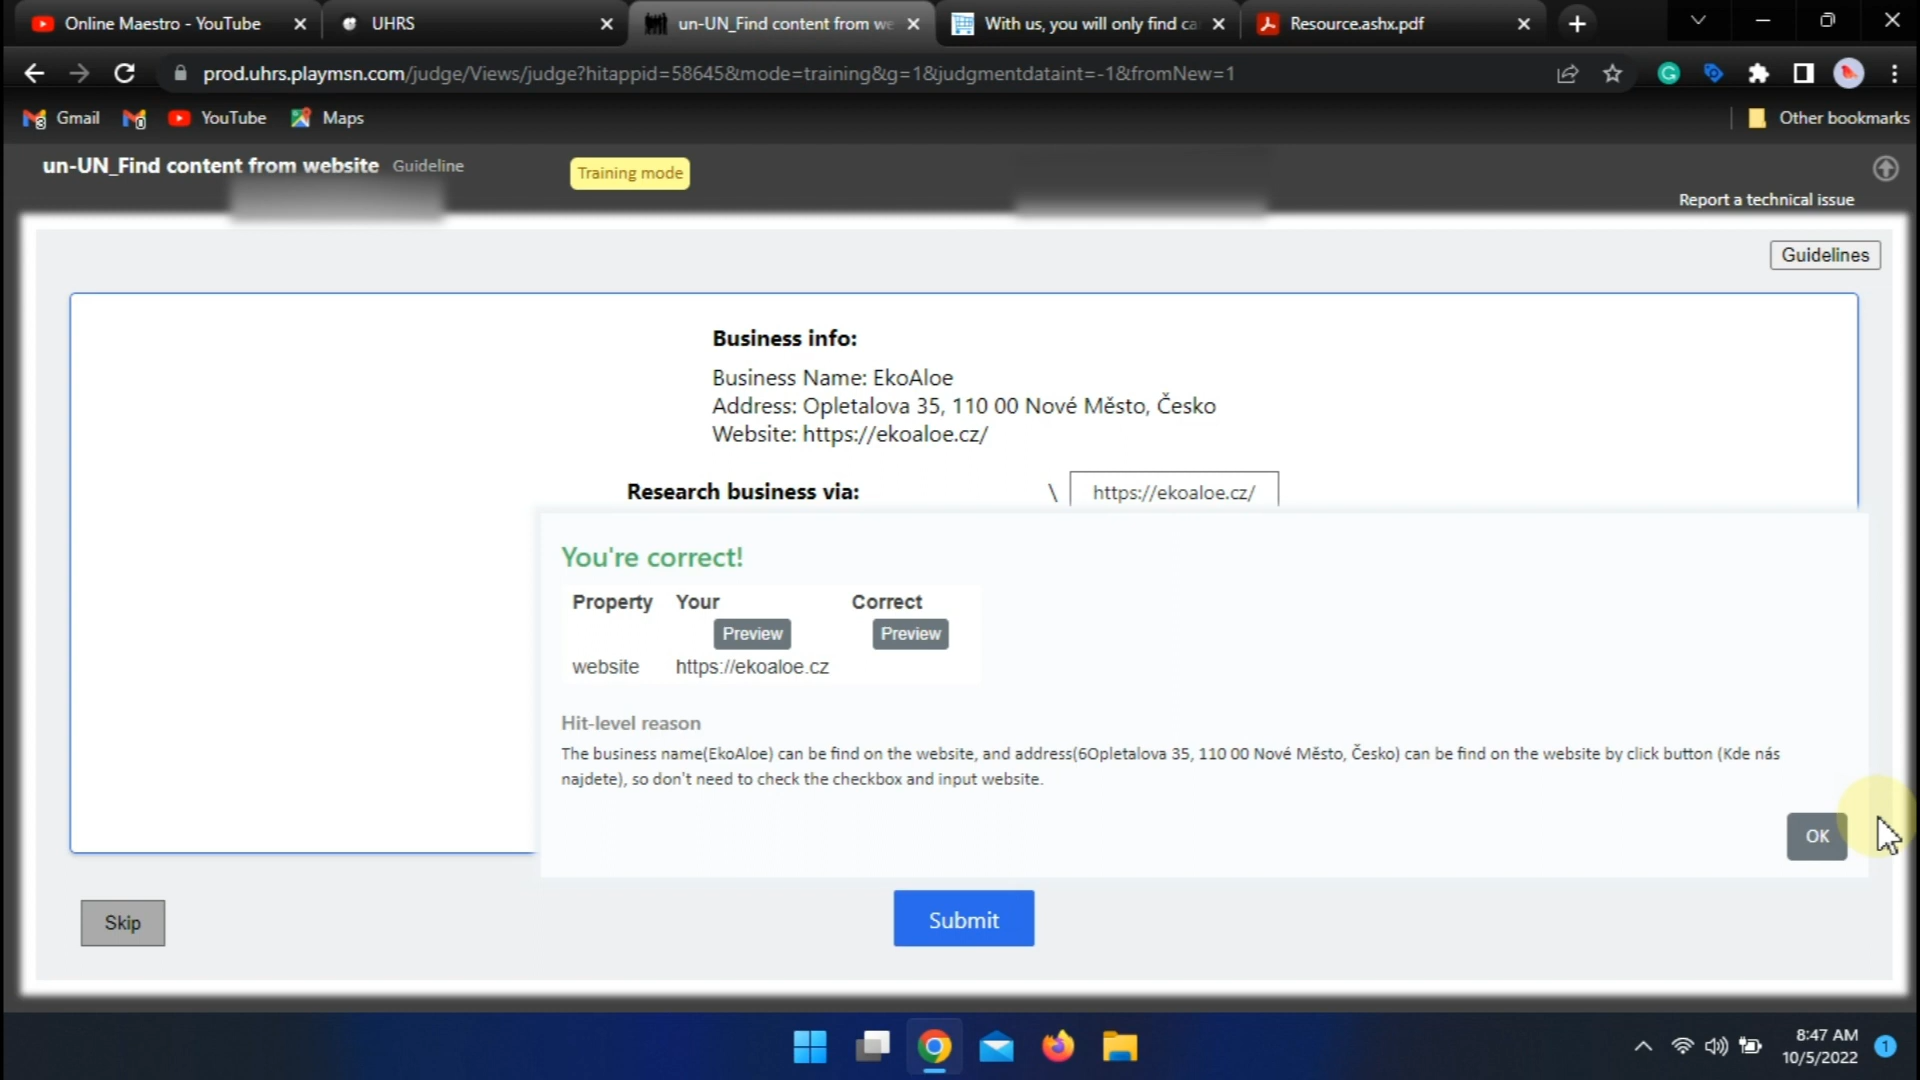 Online Maestro - YouTube
UHRS
un-UN_Find content from we
With us, you will only find ca
Resource.ashx.pdf
prod.uhrs.playmsn.com/judge/Views/judge?hitappid=58645&mode=training&g=1&judgmentdataint=-1&fromNew=1
Gmail
YouTube
Maps
Other bookmarks
un-UN_Find content from website
Guideline
Training mode
Report a technical issue
Guidelines
Business info:
Business Name: EkoAloe
Address: Opletalova 35, 110 00 Nové Město, Česko
Website: https://ekoaloe.cz/
Research business via:
\
https://ekoaloe.cz/
You're correct!
Property Your Correct
Preview Preview
website https://ekoaloe.cz
Hit-level reason
The business name(EkoAloe) can be find on the website, and address(6Opletalova 35, 110 00 Nové Město, Česko) can be find on the website by click button (Kde nás
najdete), so don't need to check the checkbox and input website.
OK
Skip
Submit
8:47 AM
10/5/2022
1